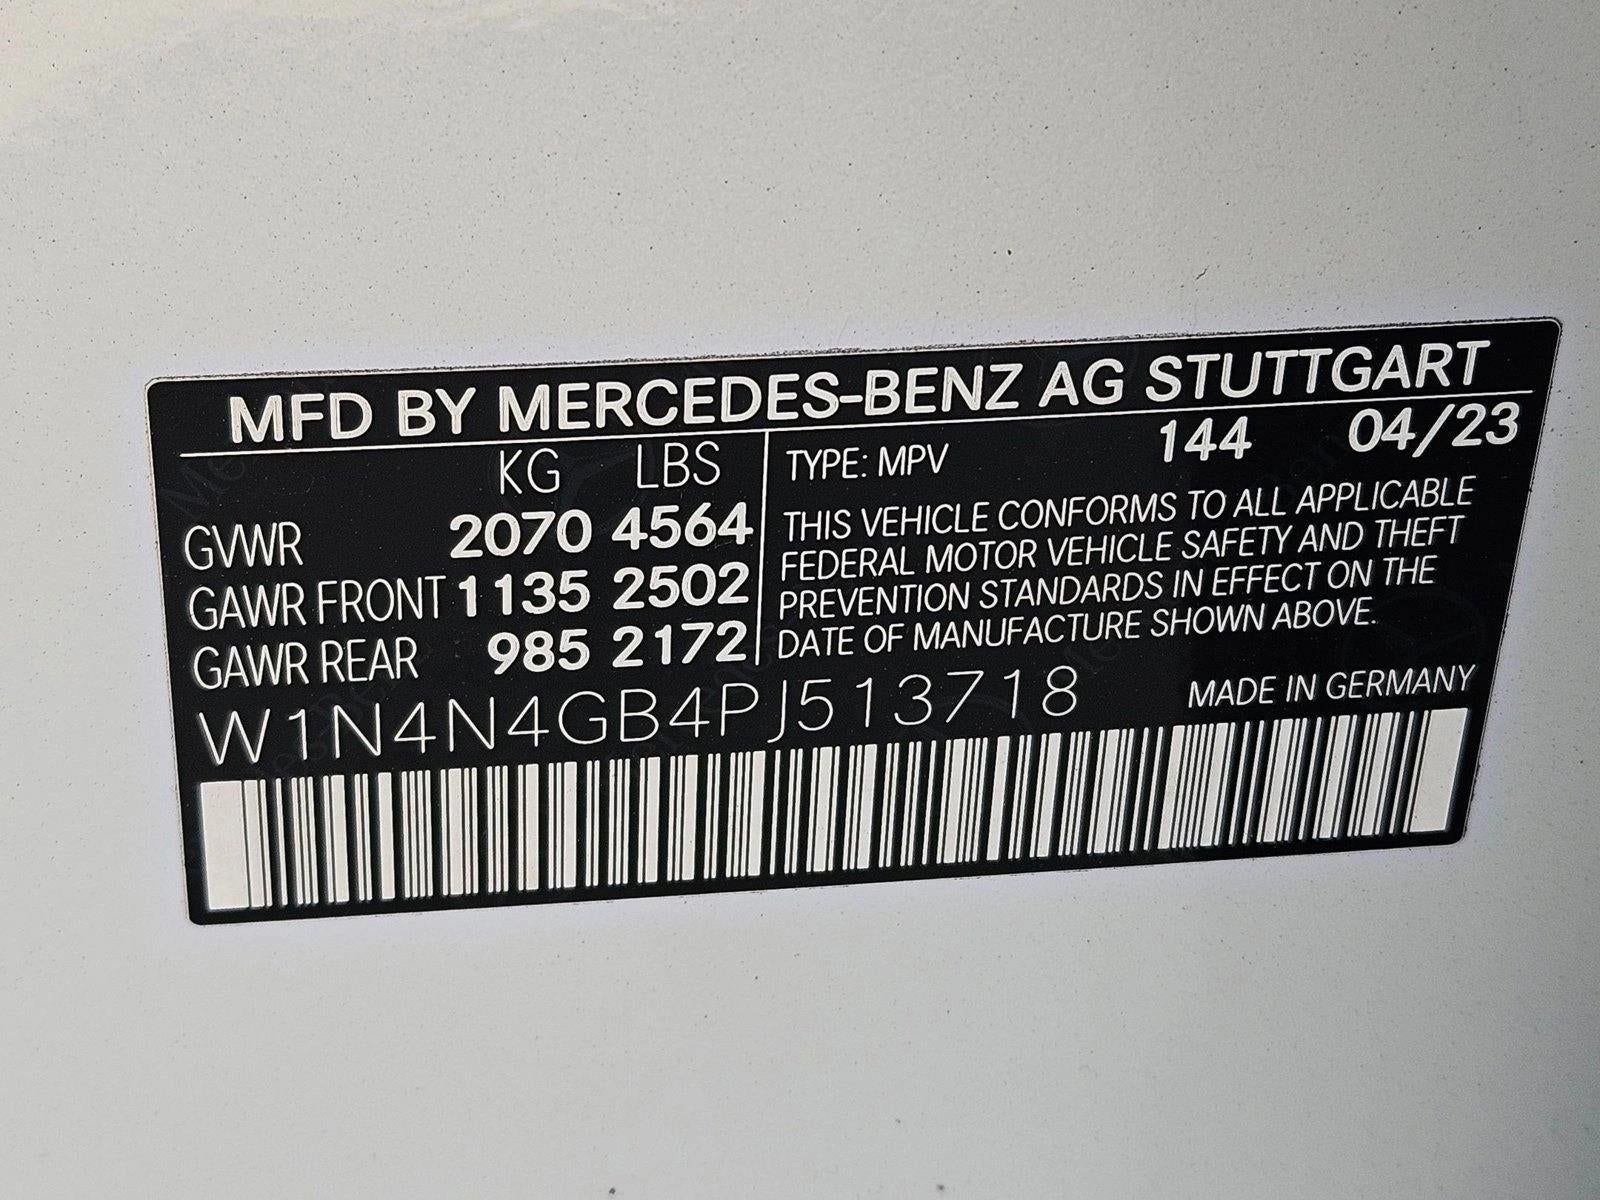 MFD BY MERCEDES-BENZ AG STUTTGART
KG LBS
GVWR 2070 4564
GAWR FRONT 1135 2502
GAWR REAR 985 2172
TYPE: MPV 144 04/23
THIS VEHICLE CONFORMS TO ALL APPLICABLE
FEDERAL MOTOR VEHICLE SAFETY AND THEFT
PREVENTION STANDARDS IN EFFECT ON THE
DATE OF MANUFACTURE SHOWN ABOVE.
W1N4N4GB4PJ513718
MADE IN GERMANY